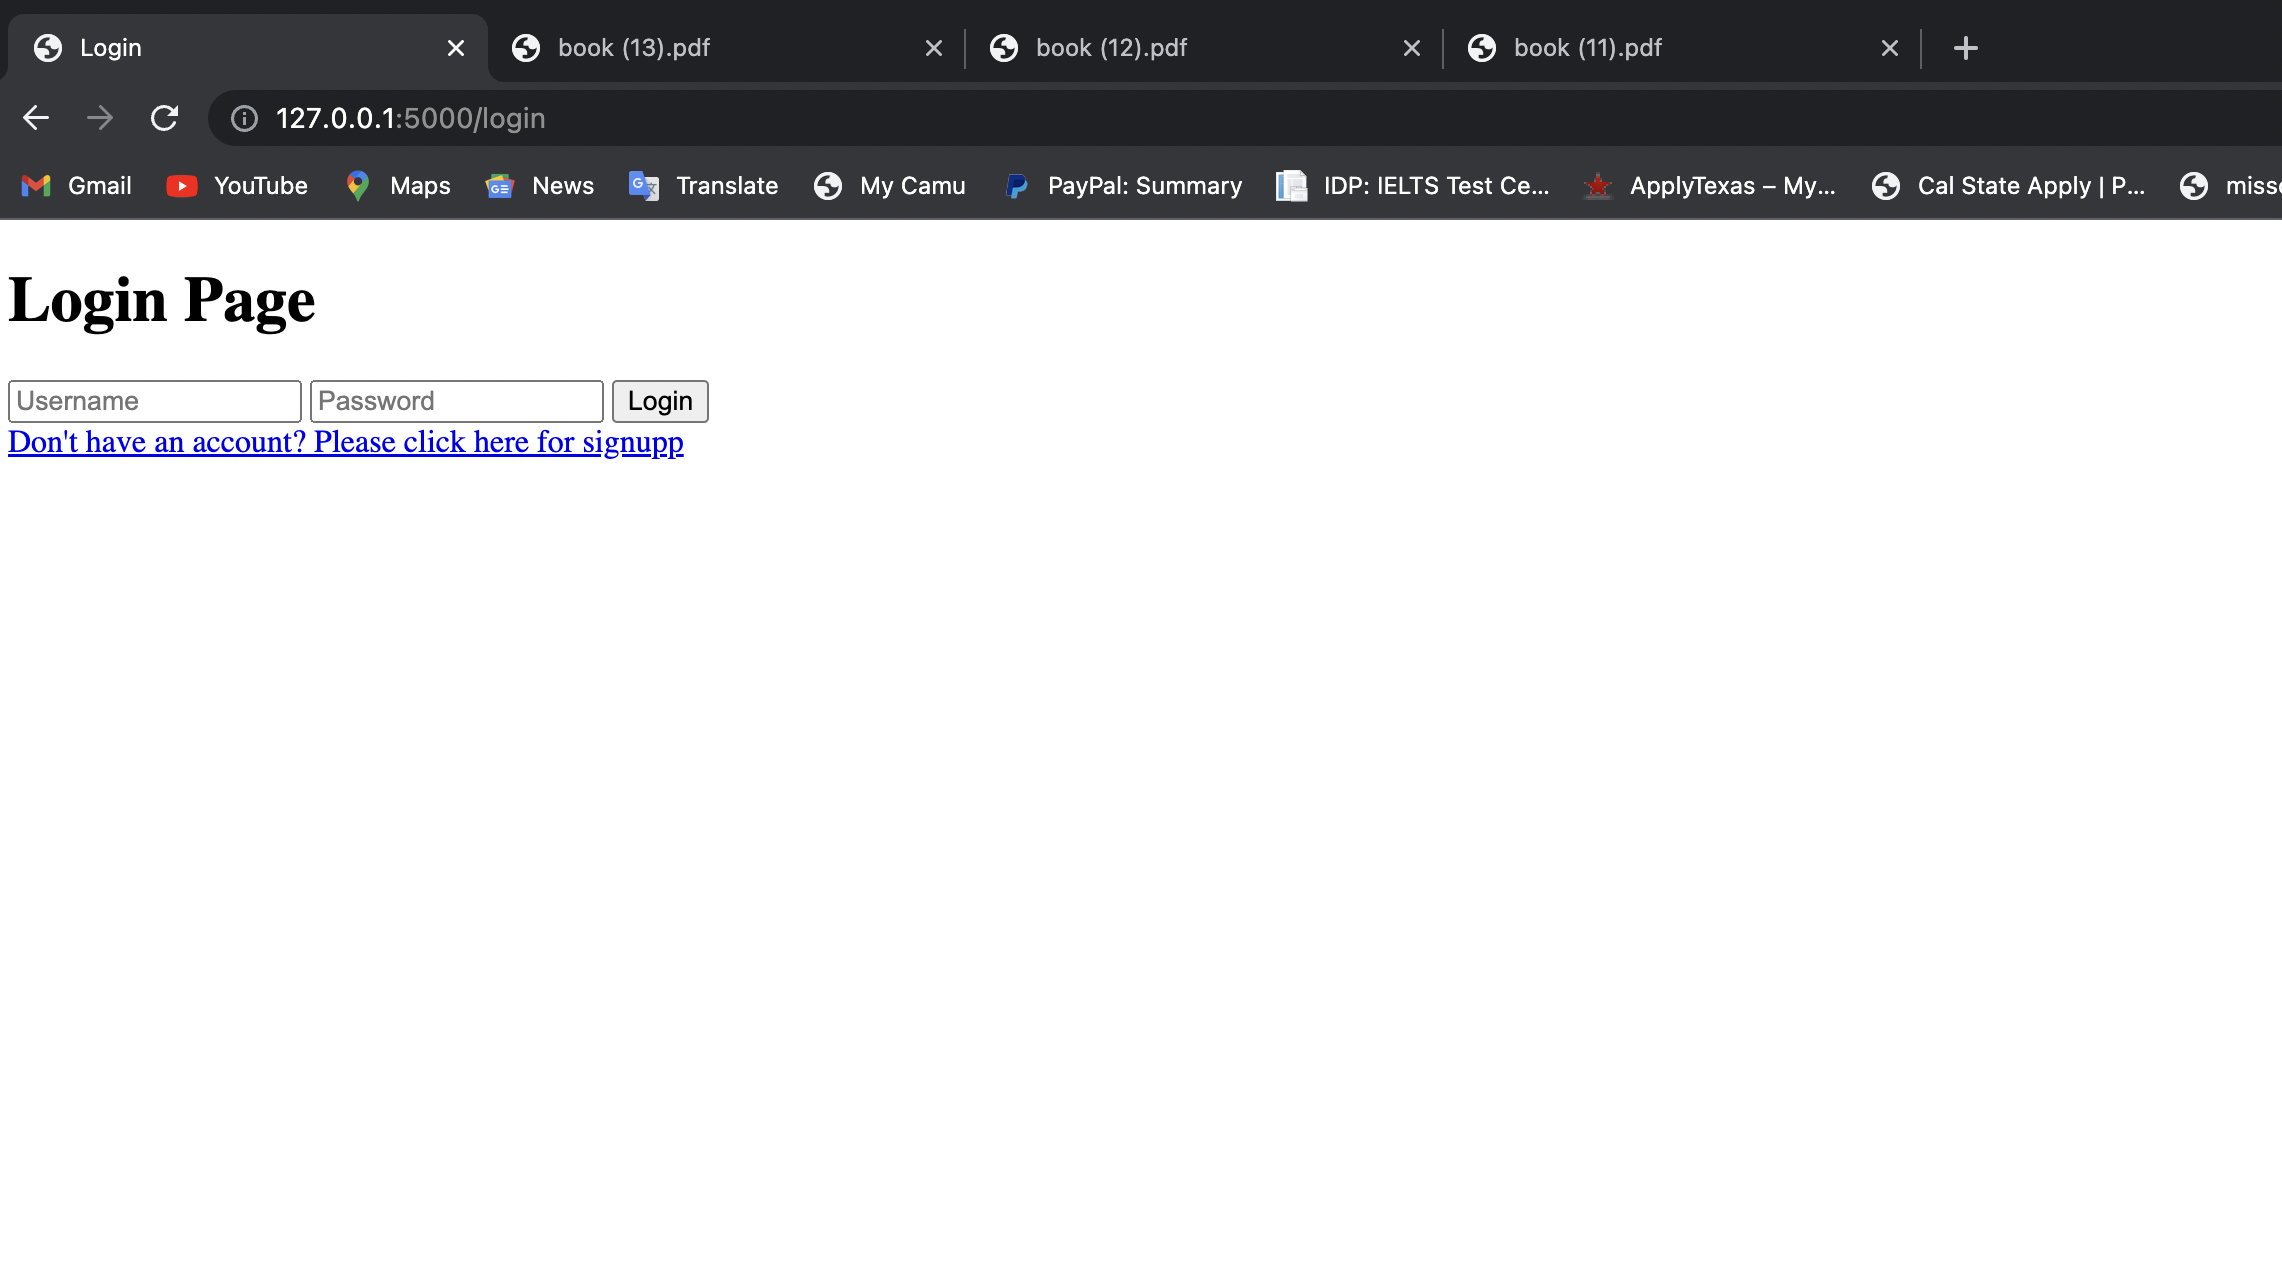 Login
book (13).pdf
book (12).pdf
book (11).pdf
127.0.0.1:5000/login
Gmail
YouTube
Maps
News
Translate
My Camu
PayPal: Summary
IDP: IELTS Test Ce...
ApplyTexas – My...
Cal State Apply | P...
Login Page
Username
Password
Login
Don't have an account? Please click here for signupp